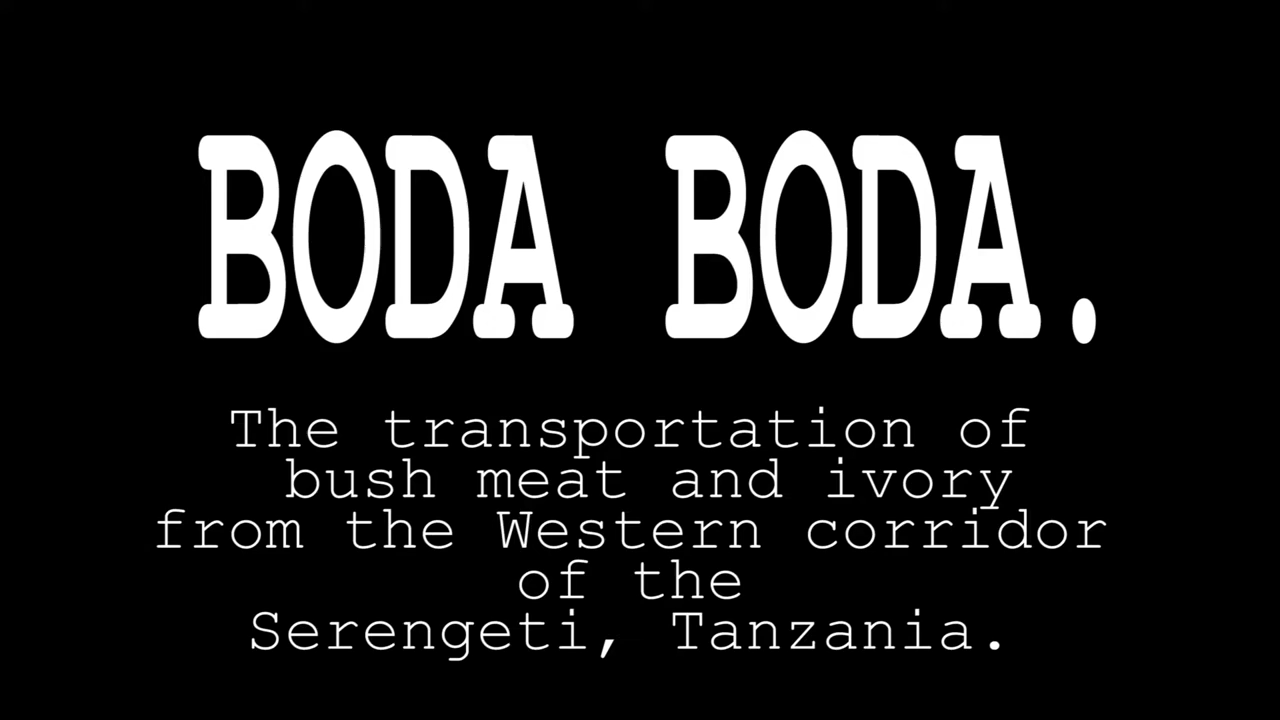 BODA BODA.
The transportation of
bush meat and ivory
from the Western corridor
of the
Serengeti, Tanzania.